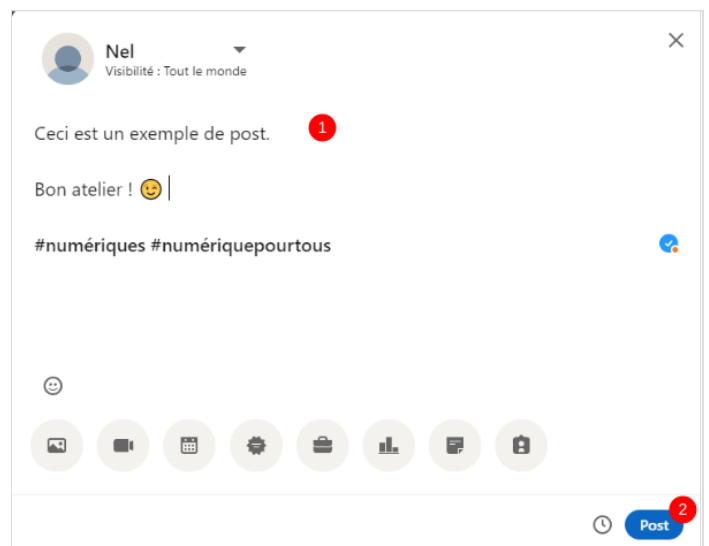 Nel
Visibilité : Tout le monde
Ceci est un exemple de post.
1
Bon atelier ! 😉
#numériques #numériquepourtous
2
Post